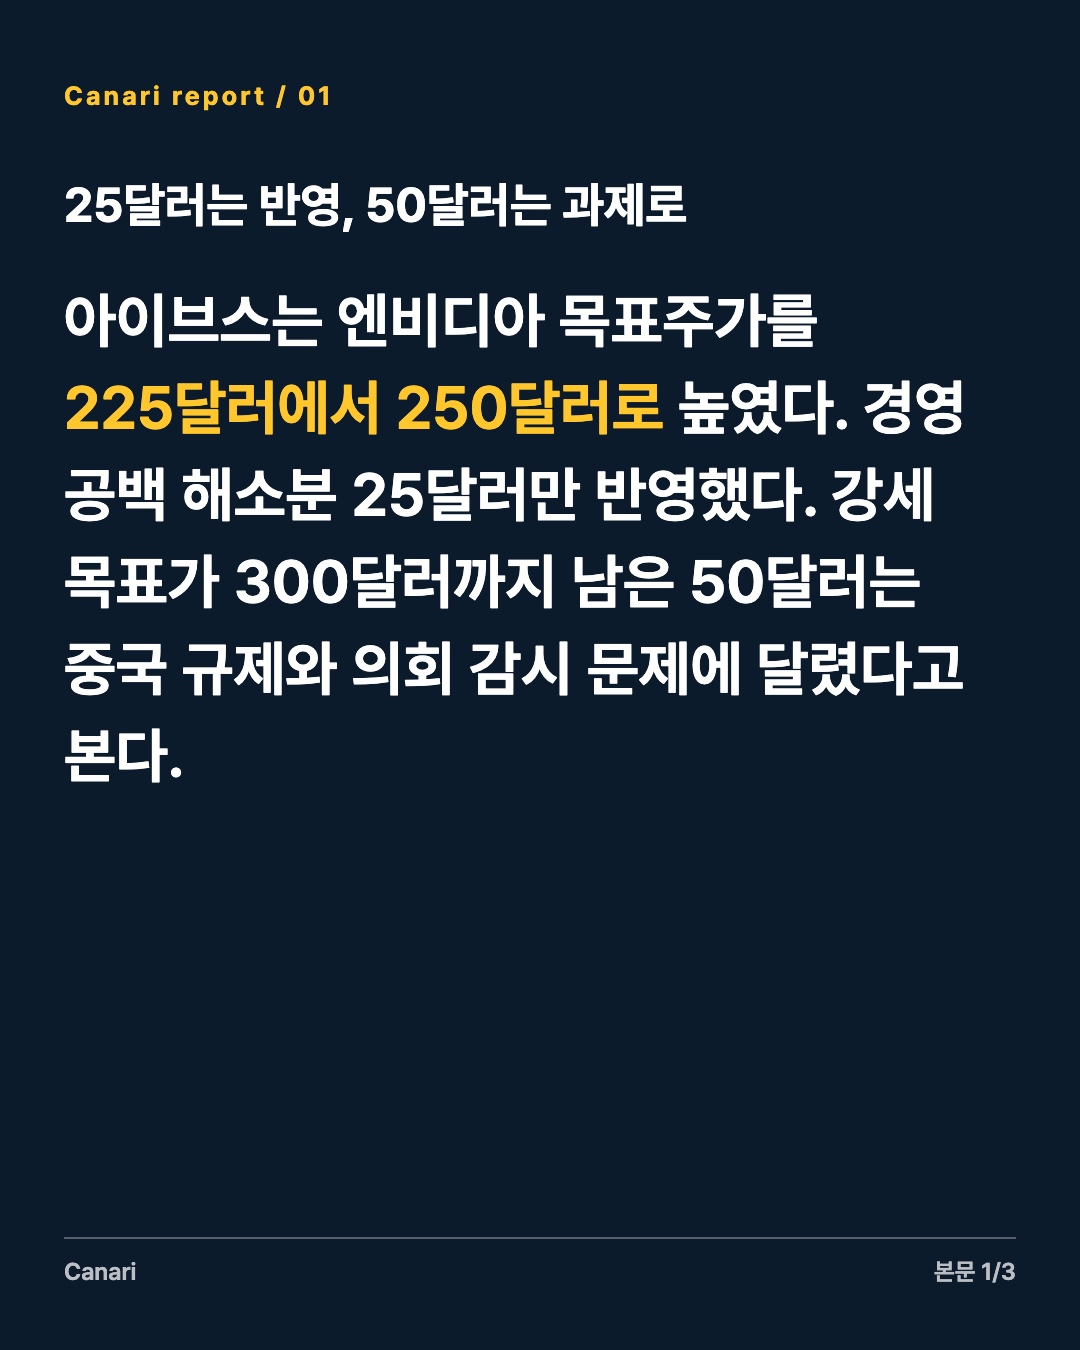 Canari report / 01
25달러는 반영, 50달러는 과제로
아이브스는 엔비디아 목표주가를
225달러에서 250달러로 높였다. 경영
공백 해소분 25달러만 반영했다. 강세
목표가 300달러까지 남은 50달러는
중국 규제와 의회 감시 문제에 달렸다고
본다.
Canari
본문 1/3